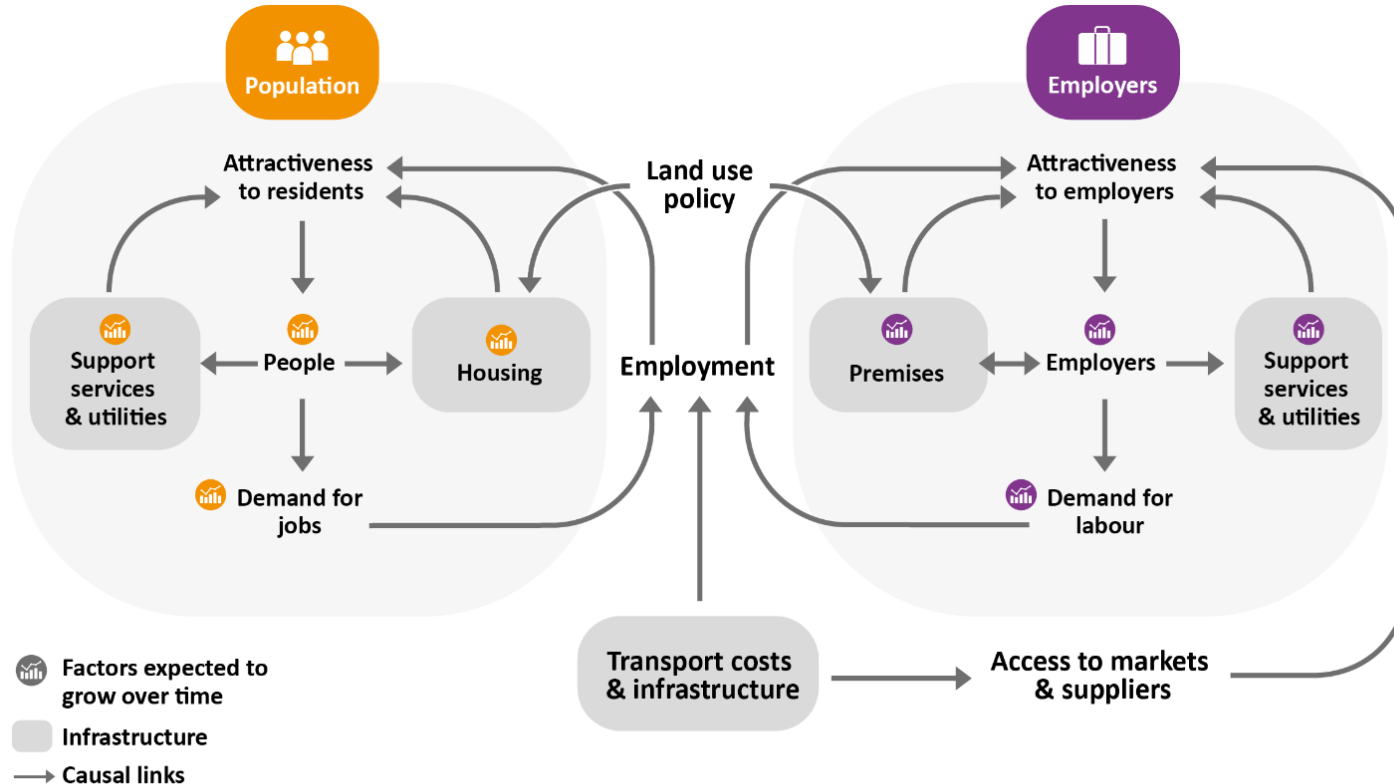 Population
Employers
Attractiveness
to residents
Land use
policy
Attractiveness
to employers
Support
services
& utilities
People
Housing
Employment
Premises
Employers
Support
services
& utilities
Demand for
jobs
Demand for
labour
Transport costs
& infrastructure
Access to markets
& suppliers
Factors expected to
grow over time
Infrastructure
Causal links